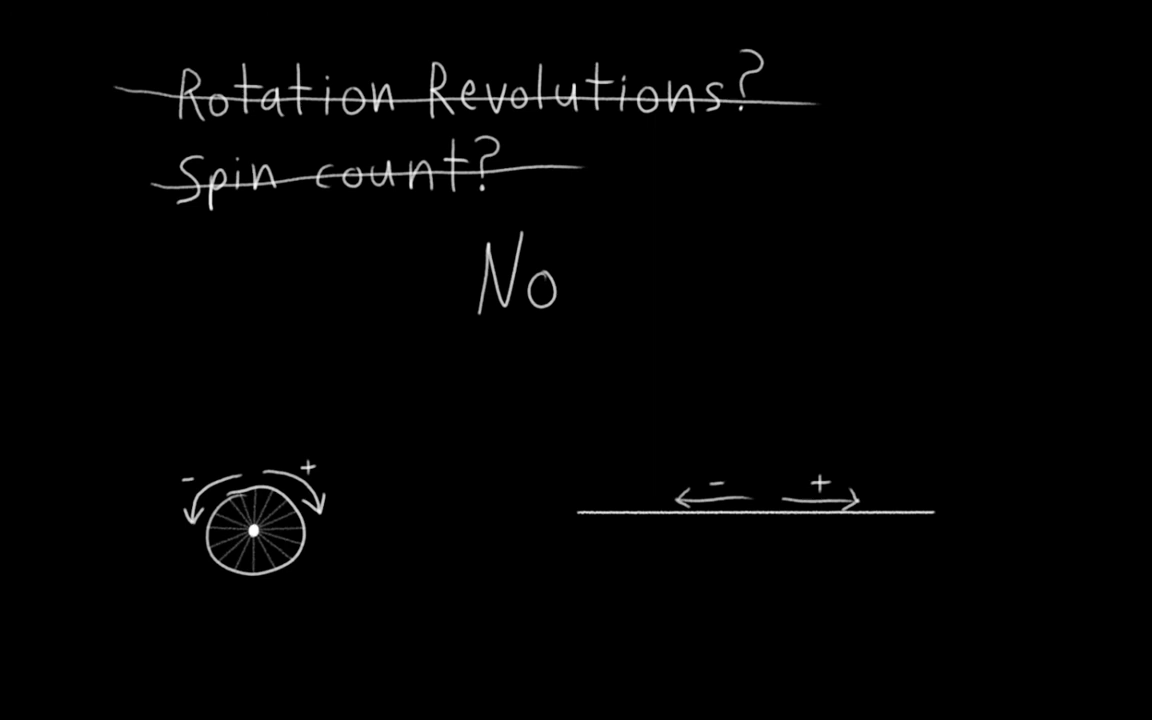 Rotation Revolutions?
Spin count?
No
- +
- +